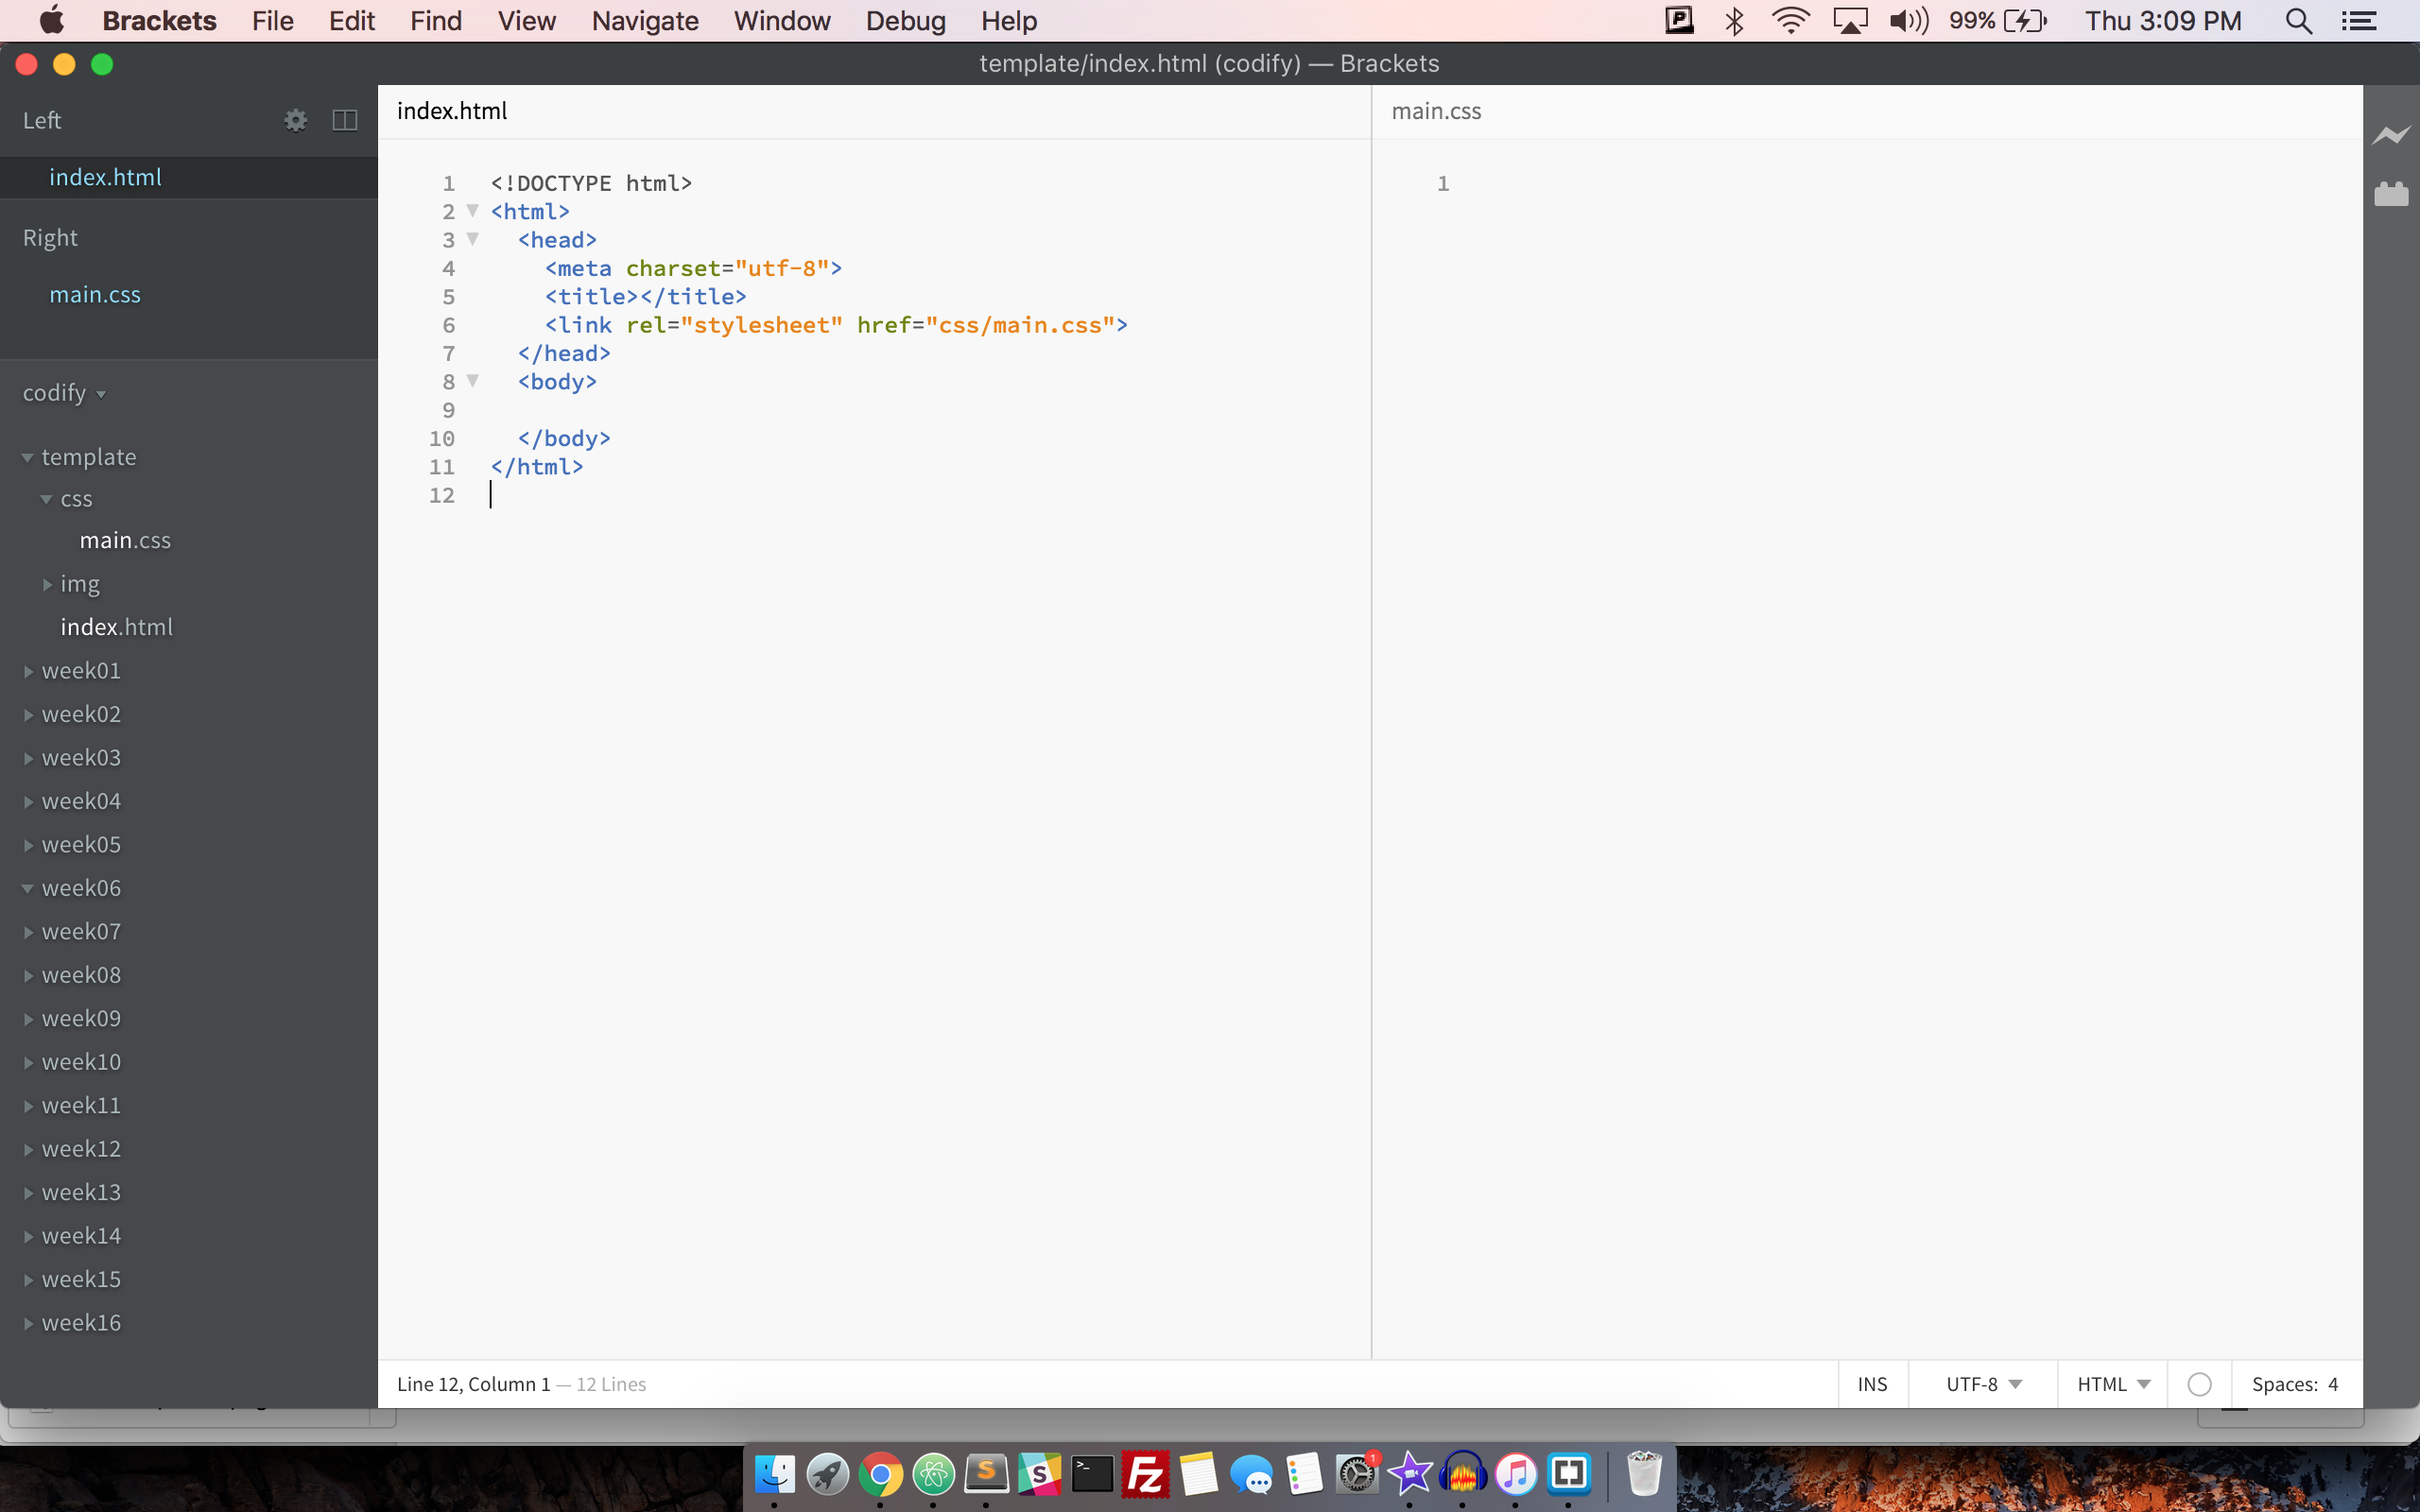 Brackets File Edit Find View Navigate Window Debug Help 99% Thu 3:09 PM
template/index.html (codify) — Brackets
Left
index.html
Right
main.css
codify
template
css
main.css
img
index.html
week01
week02
week03
week04
week05
week06
week07
week08
week09
week10
week11
week12
week13
week14
week15
week16
index.html
1 <!DOCTYPE html>
2 <html>
3 <head>
4 <meta charset="utf-8">
5 <title></title>
6 <link rel="stylesheet" href="css/main.css">
7 </head>
8 <body>
9
10 </body>
11 </html>
12
main.css
1
Line 12, Column 1 — 12 Lines
INS UTF-8 HTML Spaces: 4